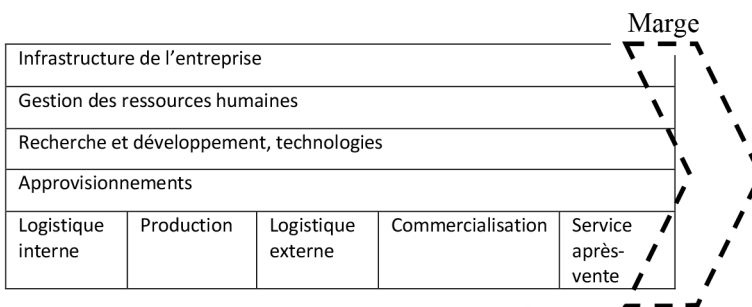 Marge
Infrastructure de l’entreprise
Gestion des ressources humaines
Recherche et développement, technologies
Approvisionnements
Logistique interne
Production
Logistique externe
Commercialisation
Service après-vente